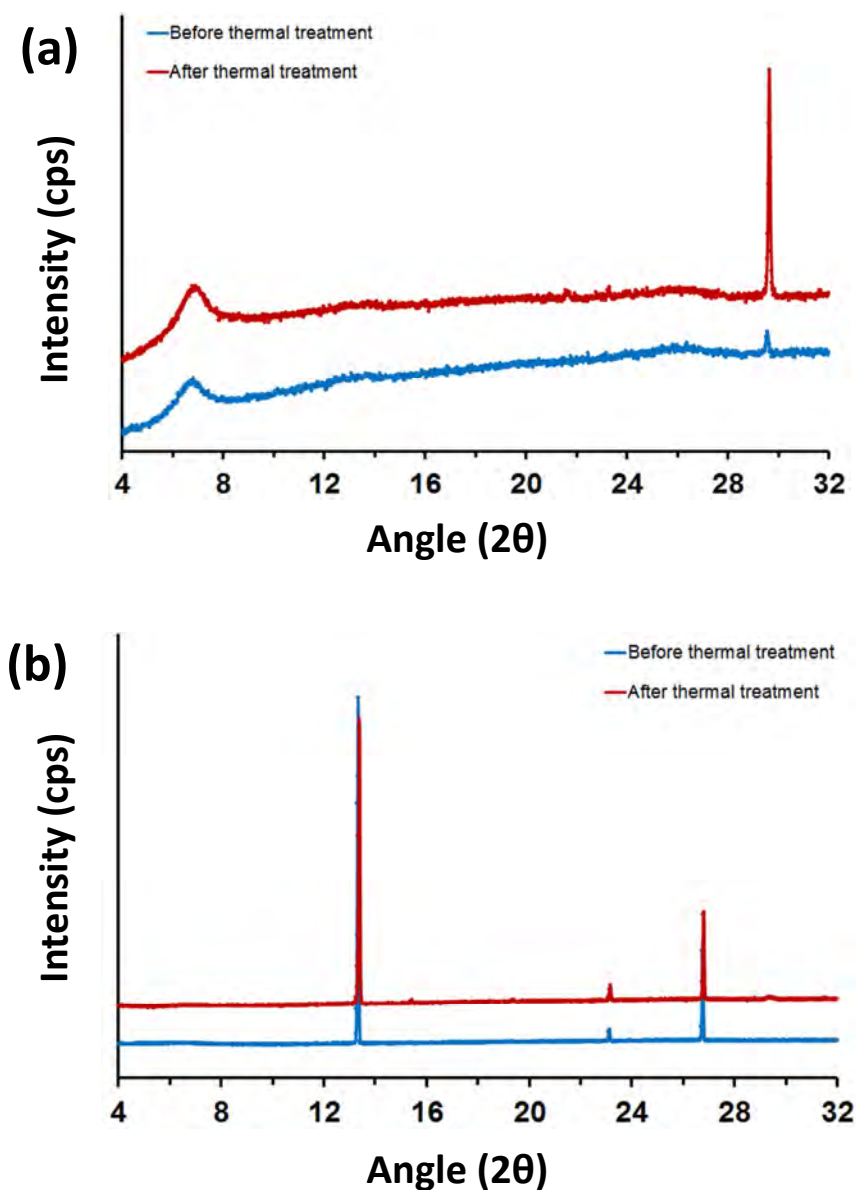 (a)
Before thermal treatment
After thermal treatment
Intensity (cps)
4 8 12 16 20 24 28 32
Angle (2θ)
(b)
Before thermal treatment
After thermal treatment
Intensity (cps)
4 8 12 16 20 24 28 32
Angle (2θ)